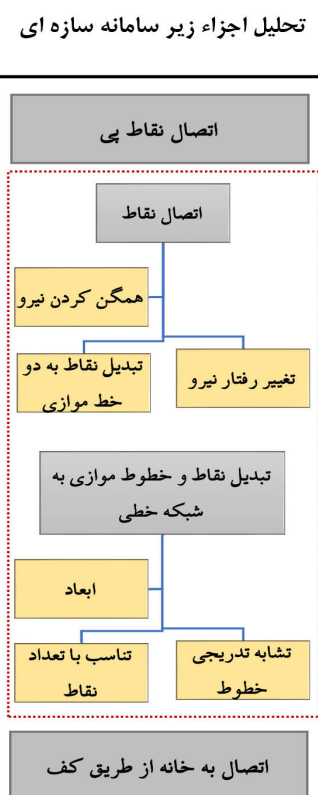 تحلیل اجزاء زیر سامانه سازه ای
اتصال نقاط پی
اتصال نقاط
همگن کردن نیرو
تغییر رفتار نیرو
تبدیل نقاط به دو
خط موازی
تبدیل نقاط و خطوط موازی به
شبکه خطی
ابعاد
تشابه تدریجی
خطوط
تناسب با تعداد
نقاط
اتصال به خانه از طریق کف